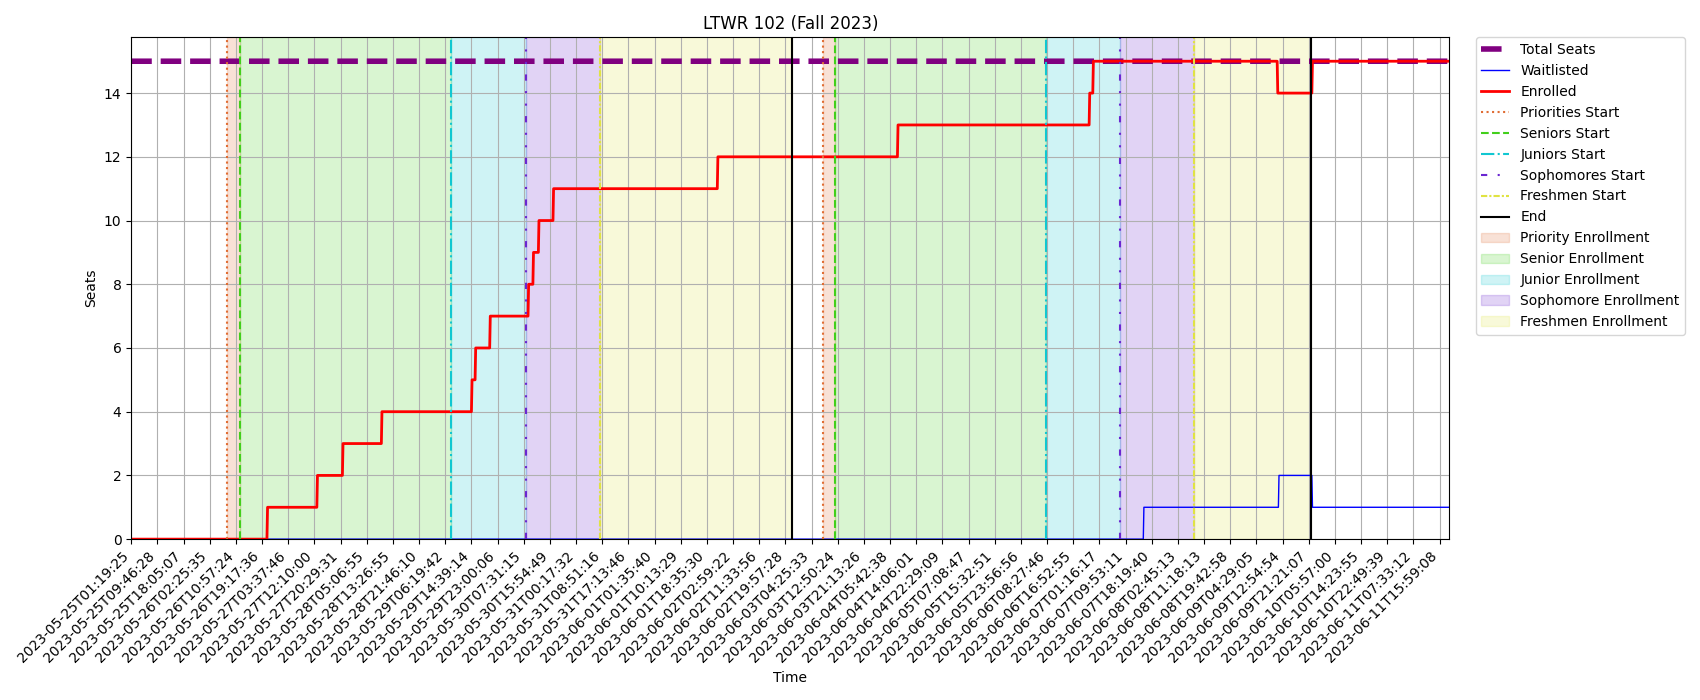 LTWR 102 (Fall 2023)
Seats
14
12
10
8
6
4
2
0
2023-05-25T01:19:25
2023-05-25T09:46:28
2023-05-25T18:05:07
2023-05-26T02:25:35
2023-05-26T10:57:24
2023-05-26T19:17:36
2023-05-27T03:37:46
2023-05-27T12:10:00
2023-05-27T20:29:31
2023-05-28T05:06:55
2023-05-28T13:26:55
2023-05-28T21:46:10
2023-05-29T06:19:42
2023-05-29T14:39:14
2023-05-29T23:00:06
2023-05-30T07:31:15
2023-05-30T15:54:49
2023-05-31T00:17:32
2023-05-31T08:51:16
2023-05-31T17:13:46
2023-06-01T01:35:40
2023-06-01T10:13:29
2023-06-01T18:35:30
2023-06-02T02:59:22
2023-06-02T11:33:56
2023-06-02T19:57:28
2023-06-03T04:25:33
2023-06-03T12:50:24
2023-06-03T21:13:26
2023-06-04T05:42:38
2023-06-04T14:06:01
2023-06-04T22:29:09
2023-06-05T07:08:47
2023-06-05T15:32:51
2023-06-05T23:56:56
2023-06-06T08:27:46
2023-06-06T16:52:55
2023-06-07T01:16:17
2023-06-07T09:53:11
2023-06-07T18:19:40
2023-06-08T02:45:13
2023-06-08T11:18:13
2023-06-08T19:42:58
2023-06-09T04:29:05
2023-06-09T12:54:54
2023-06-09T21:21:07
2023-06-10T05:57:00
2023-06-10T14:23:55
2023-06-10T22:49:39
2023-06-11T07:33:12
2023-06-11T15:59:08
Time
Total Seats
Waitlisted
Enrolled
Priorities Start
Seniors Start
Juniors Start
Sophomores Start
Freshmen Start
End
Priority Enrollment
Senior Enrollment
Junior Enrollment
Sophomore Enrollment
Freshmen Enrollment